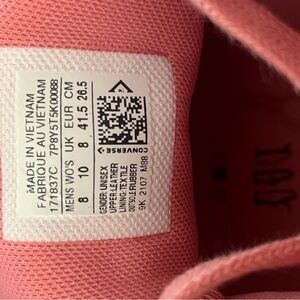 MADE IN VIETNAM
FABRIQUE AU VIETNAM
171837C 7P8Y5T5K00088
MENS WO'S UK EUR CM
8 10 8 41.5 26.5
GENDER: UNISEX
UPPER: LEATHER
LINING: TEXTILE
OUTSOLE: RUBBER
9K 2107 M88
CONVERSE